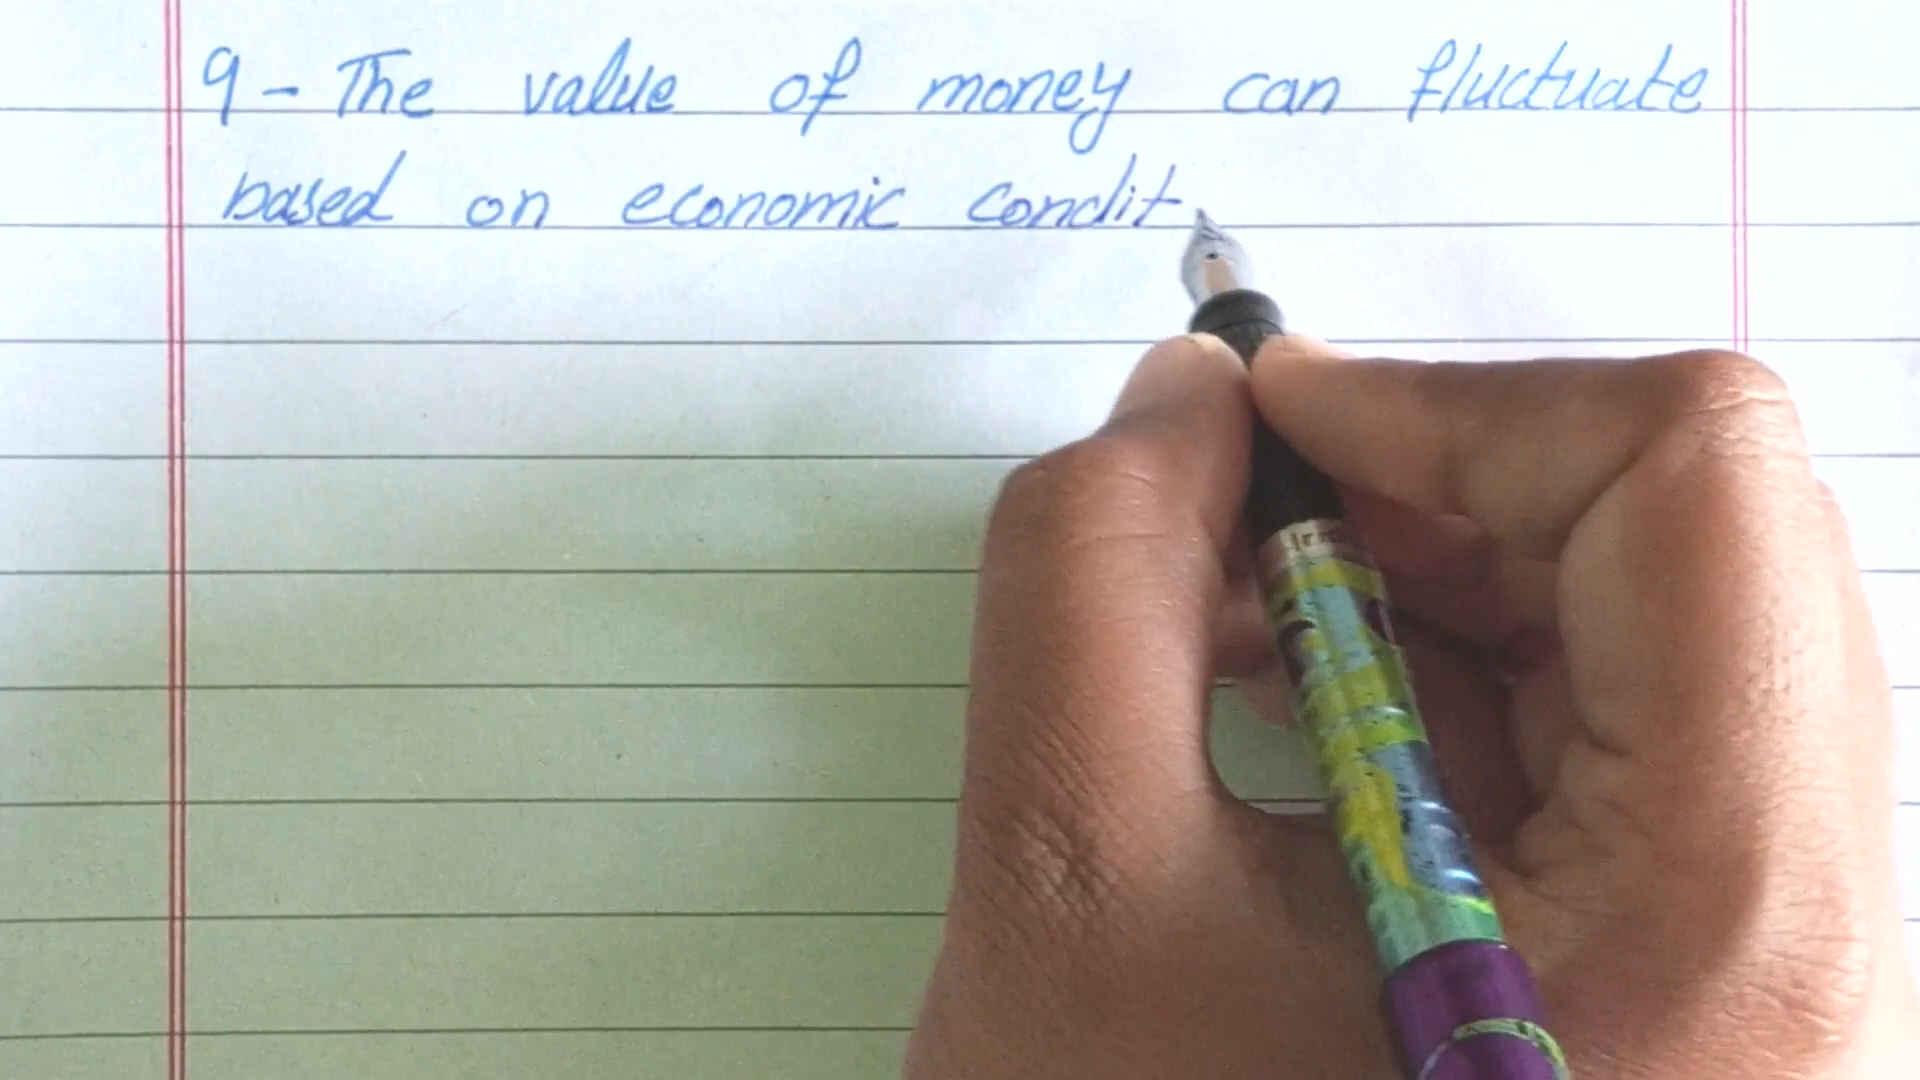 9 - The value of money can fluctuate
based on economic condit